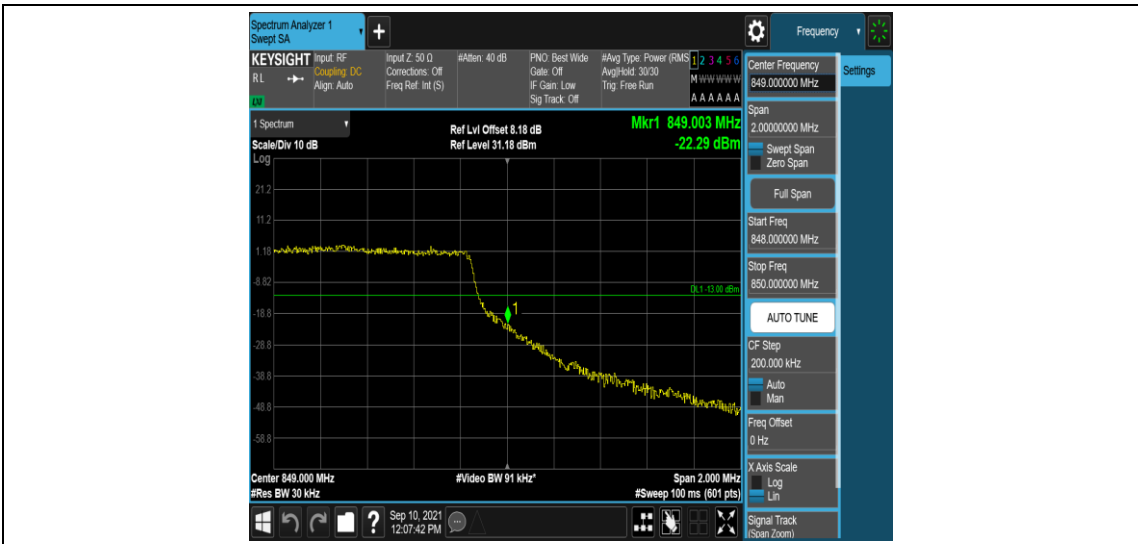 Spectrum Analyzer 1
Swept SA
+
Frequency
KEYSIGHT
RL
LXI
Input: RF
Coupling: DC
Align: Auto
Input Z: 50 Ω
Corrections: Off
Freq Ref: Int (S)
#Atten: 40 dB
PNO: Best Wide
Gate: Off
IF Gain: Low
Sig Track: Off
#Avg Type: Power (RMS
Avg|Hold: 30/30
Trig: Free Run
1 2 3 4 5 6
M W W W W W
A A A A A A
1 Spectrum
Scale/Div 10 dB
Log
Ref Lvl Offset 8.18 dB
Ref Level 31.18 dBm
Mkr1 849.003 MHz
-22.29 dBm
21.2
11.2
1.18
-8.82
-18.8
-28.8
-38.8
-48.8
-58.8
DL1 -13.00 dBm
1
Center 849.000 MHz
#Res BW 30 kHz
#Video BW 91 kHz*
Span 2.000 MHz
#Sweep 100 ms (601 pts)
?
Sep 10, 2021
12:07:42 PM
Center Frequency
849.000000 MHz
Settings
Span
2.00000000 MHz
Swept Span
Zero Span
Full Span
Start Freq
848.000000 MHz
Stop Freq
850.000000 MHz
AUTO TUNE
CF Step
200.000 kHz
Auto
Man
Freq Offset
0 Hz
X Axis Scale
Log
Lin
Signal Track
(Span Zoom)